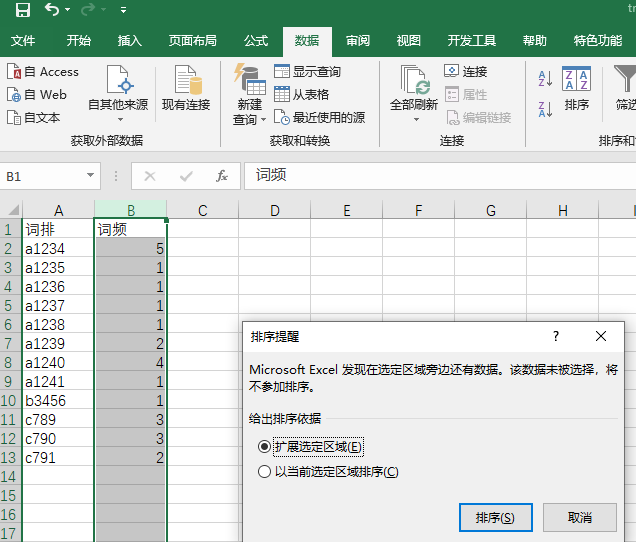 tr
文件 开始 插入 页面布局 公式 数据 审阅 视图 开发工具 帮助 特色功能
自 Access
自 Web
自文本
自其他来源
现有连接
获取外部数据
新建
查询
显示查询
从表格
最近使用的源
获取和转换
全部刷新
连接
属性
编辑链接
连接
排序
筛选
排序和
B1
fx
词频
A B C D E F G H
1 词排 词频
2 a1234 5
3 a1235 1
4 a1236 1
5 a1237 1
6 a1238 1
7 a1239 2
8 a1240 4
9 a1241 1
10 b3456 1
11 c789 3
12 c790 3
13 c791 2
14
15
16
17
排序提醒
? ×
Microsoft Excel 发现在选定区域旁边还有数据。该数据未被选择，将
不参加排序。
给出排序依据
扩展选定区域(E)
以当前选定区域排序(C)
排序(S) 取消